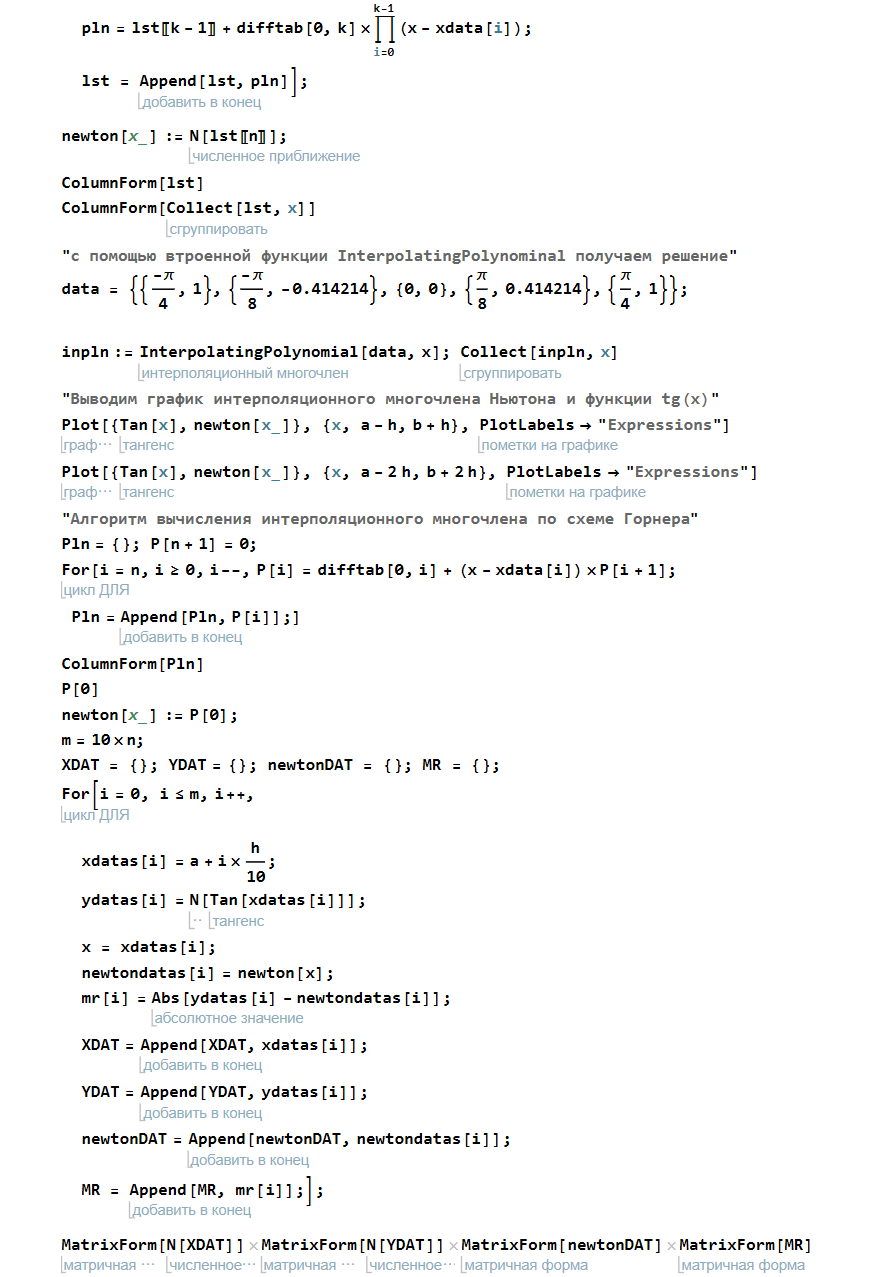 k-1
pln = lst[[k - 1]] + difftab[0, k] × ∏ (x - xdata[i]);
i=0
lst = Append[lst, pln]];
добавить в конец
newton[x_] := N[lst[[n]]];
численное приближение
ColumnForm[lst]
ColumnForm[Collect[lst, x]]
сгруппировать
"с помощью втроенной функции InterpolatingPolynominal получаем решение"
data = {{-π/4, 1}, {-π/8, -0.414214}, {0, 0}, {π/8, 0.414214}, {π/4, 1}};
inpln := InterpolatingPolynomial[data, x]; Collect[inpln, x]
интерполяционный многочлен сгруппировать
"Выводим график интерполяционного многочлена Ньютона и функции tg(x)"
Plot[{Tan[x], newton[x_]}, {x, a - h, b + h}, PlotLabels → "Expressions"]
граф··· тангенс пометки на графике
Plot[{Tan[x], newton[x_]}, {x, a - 2 h, b + 2 h}, PlotLabels → "Expressions"]
граф··· тангенс пометки на графике
"Алгоритм вычисления интерполяционного многочлена по схеме Горнера"
Pln = {}; P[n + 1] = 0;
For[i = n, i ≥ 0, i--, P[i] = difftab[0, i] + (x - xdata[i]) × P[i + 1];
цикл ДЛЯ
Pln = Append[Pln, P[i]];]
добавить в конец
ColumnForm[Pln]
P[0]
newton[x_] := P[0];
m = 10 × n;
XDAT = {}; YDAT = {}; newtonDAT = {}; MR = {};
For[i = 0, i ≤ m, i++,
цикл ДЛЯ
xdatas[i] = a + i × h/10;
ydatas[i] = N[Tan[xdatas[i]]];
·· тангенс
x = xdatas[i];
newtondatas[i] = newton[x];
mr[i] = Abs[ydatas[i] - newtondatas[i]];
абсолютное значение
XDAT = Append[XDAT, xdatas[i]];
добавить в конец
YDAT = Append[YDAT, ydatas[i]];
добавить в конец
newtonDAT = Append[newtonDAT, newtondatas[i]];
добавить в конец
MR = Append[MR, mr[i]];];
добавить в конец
MatrixForm[N[XDAT]] × MatrixForm[N[YDAT]] × MatrixForm[newtonDAT] × MatrixForm[MR]
матричная ··· численное··· матричная ··· численное··· матричная форма матричная форма